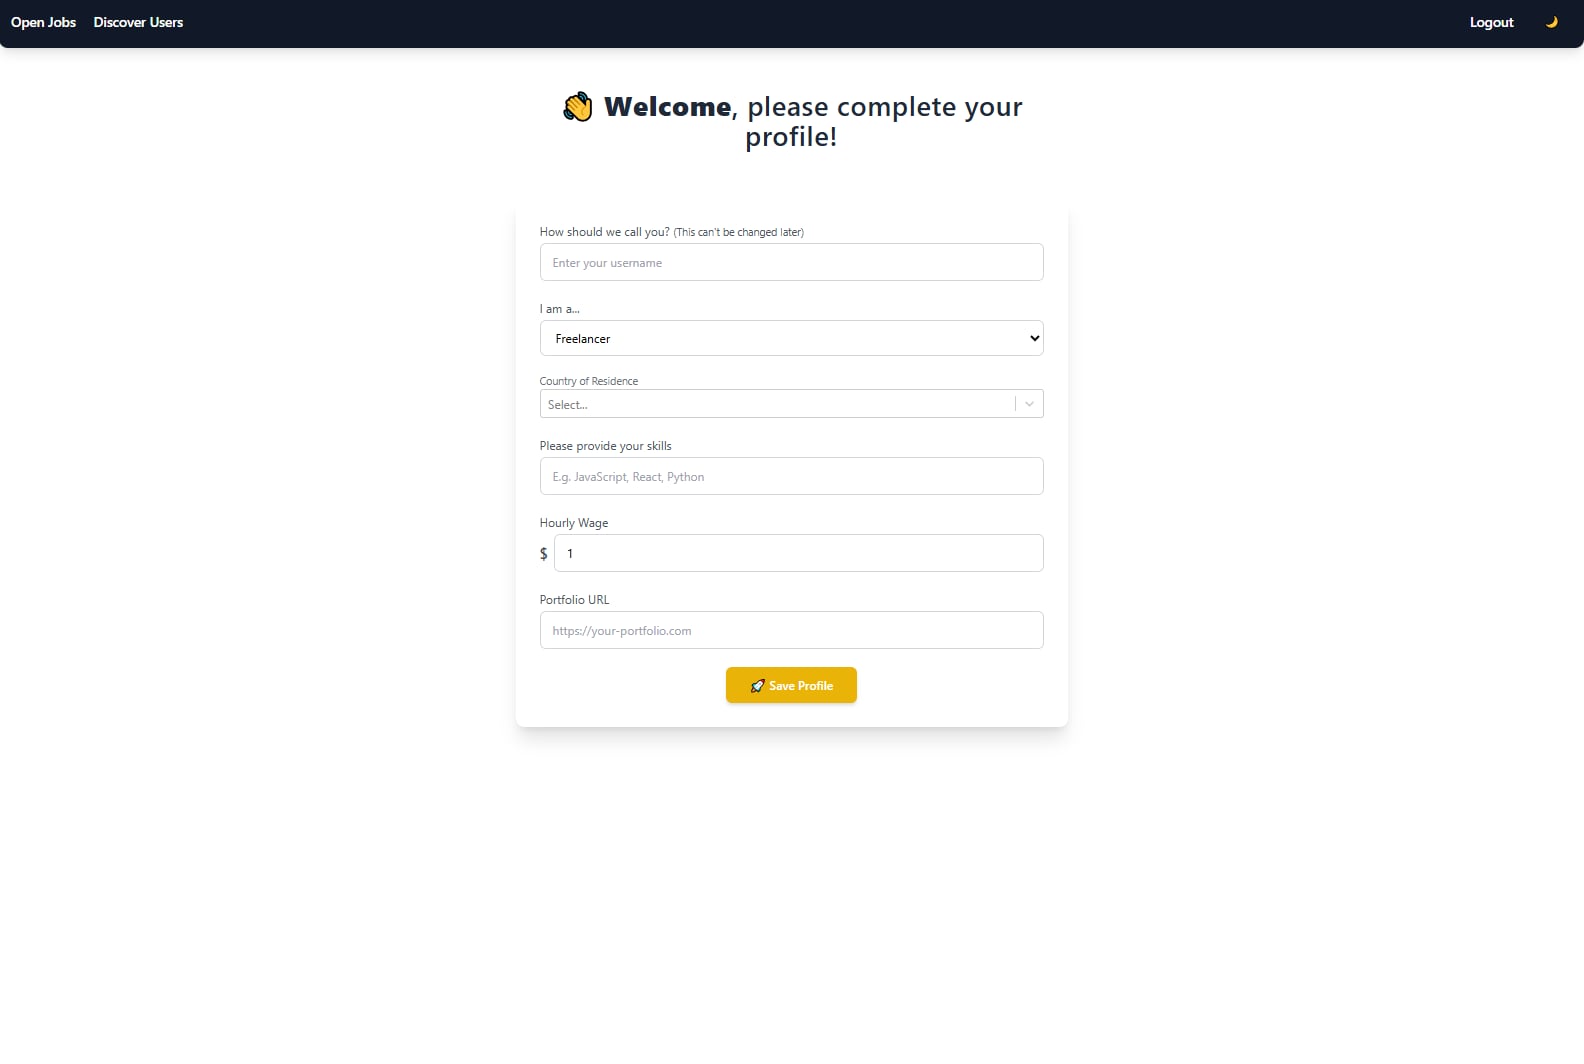 Open Jobs Discover Users Logout
👋 Welcome, please complete your
profile!
How should we call you? (This can't be changed later)
Enter your username
I am a...
Freelancer
Country of Residence
Select...
Please provide your skills
E.g. JavaScript, React, Python
Hourly Wage
$ 1
Portfolio URL
https://your-portfolio.com
🚀 Save Profile